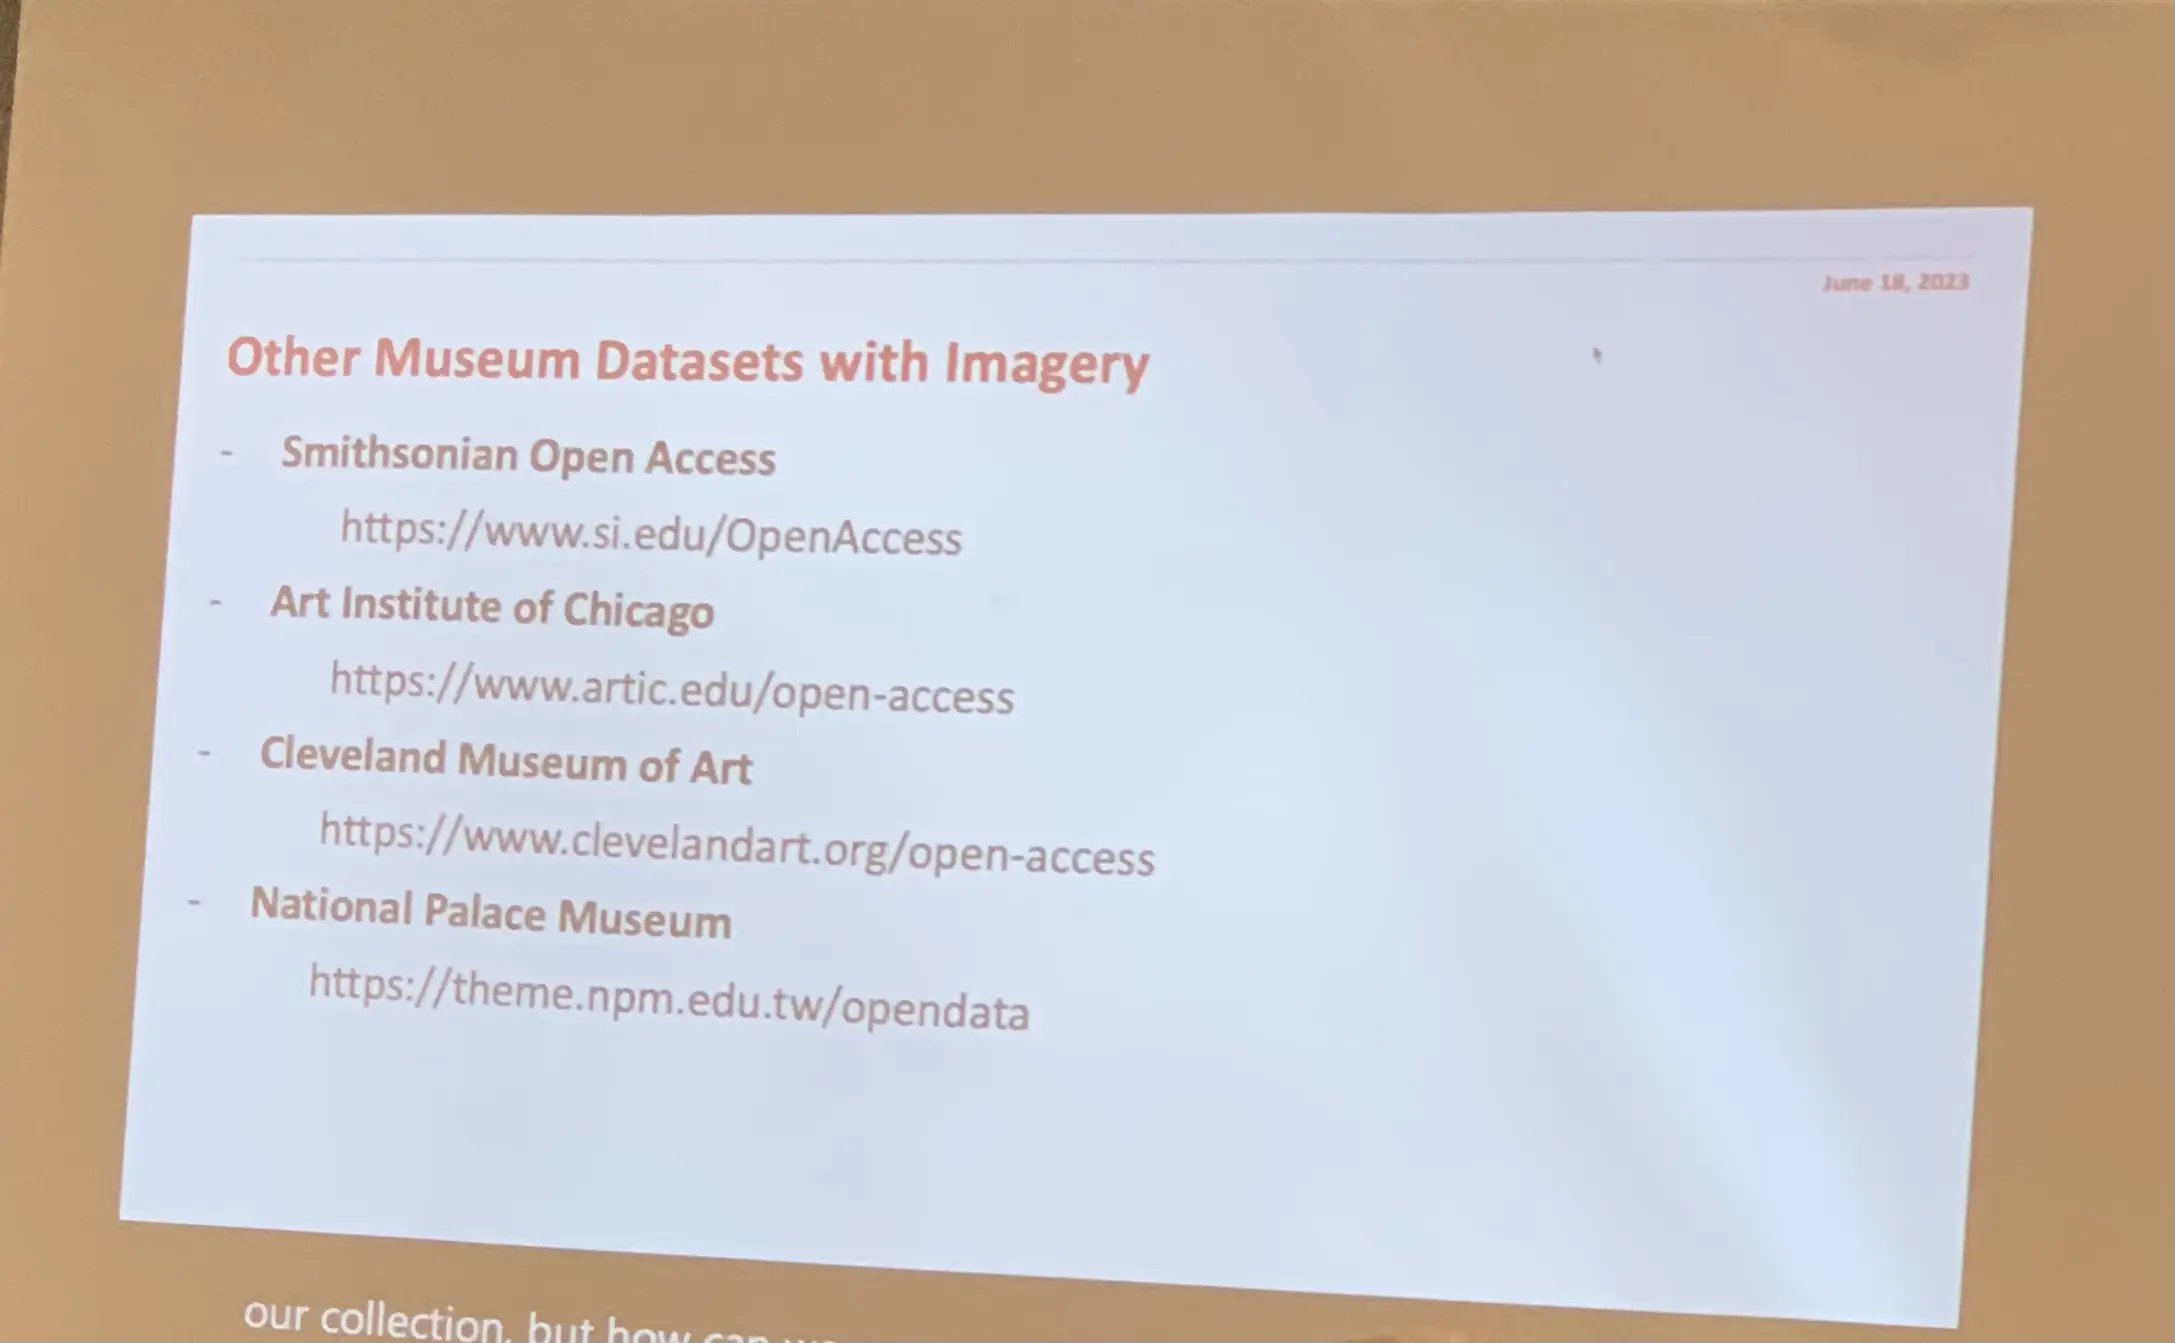 June 18, 2023
Other Museum Datasets with Imagery
- Smithsonian Open Access
https://www.si.edu/OpenAccess
- Art Institute of Chicago
https://www.artic.edu/open-access
- Cleveland Museum of Art
https://www.clevelandart.org/open-access
- National Palace Museum
https://theme.npm.edu.tw/opendata
our collection, but how can